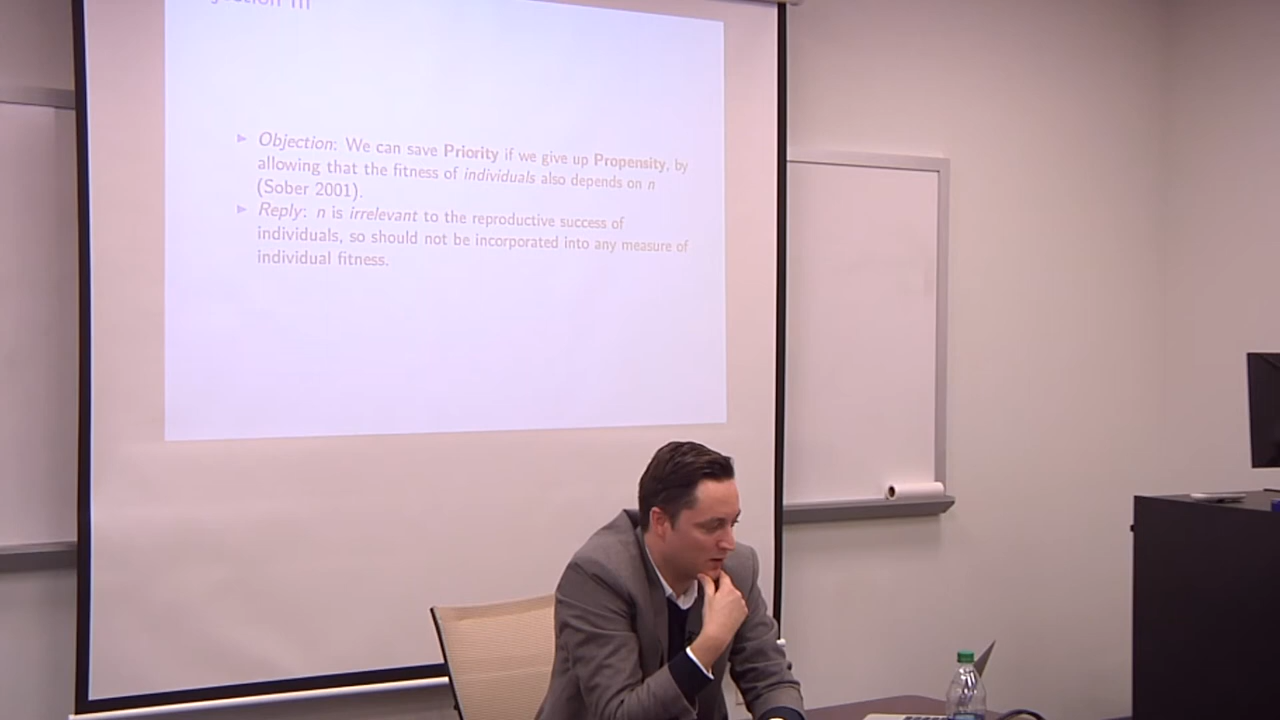 III
▶ Objection: We can save Priority if we give up Propensity, by
allowing that the fitness of individuals also depends on n
(Sober 2001).
▶ Reply: n is irrelevant to the reproductive success of
individuals, so should not be incorporated into any measure of
individual fitness.